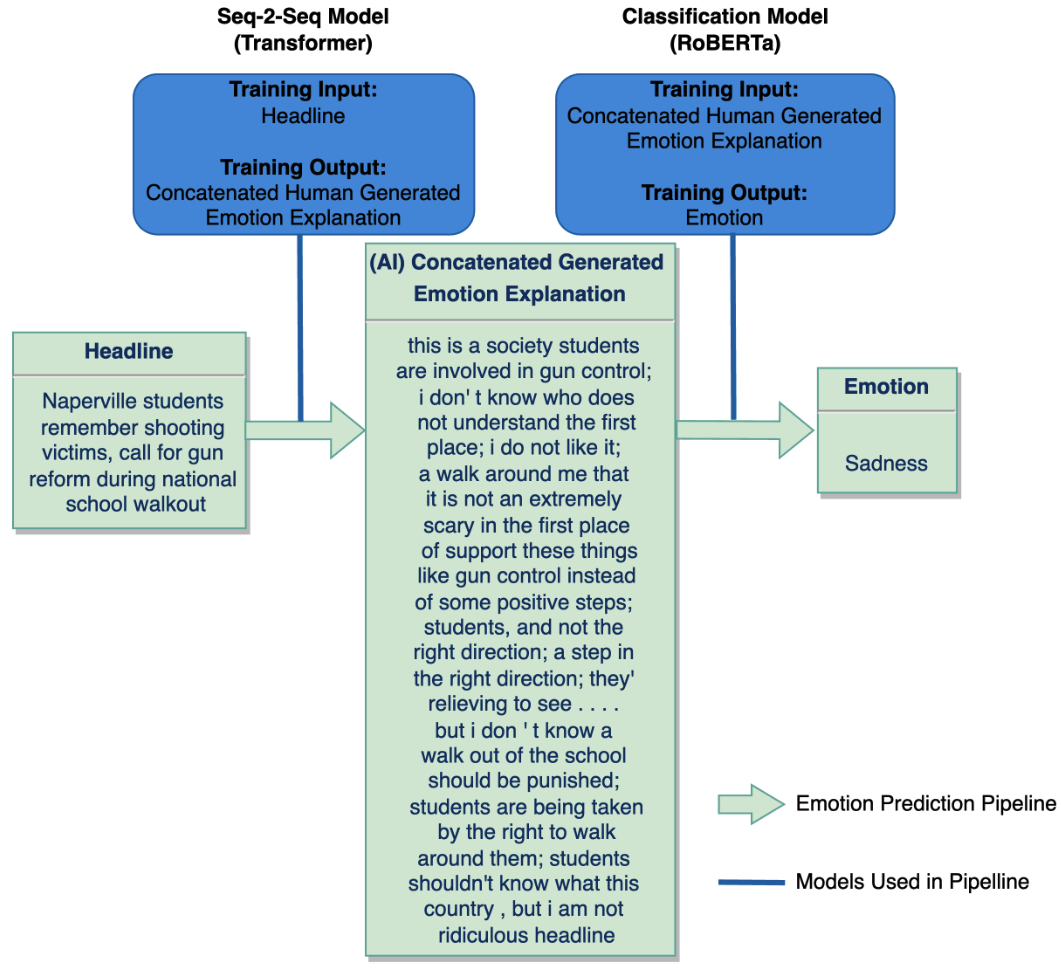 Seq-2-Seq Model
(Transformer)
Classification Model
(RoBERTa)
Training Input:
Headline
Training Output:
Concatenated Human Generated
Emotion Explanation
Training Input:
Concatenated Human Generated
Emotion Explanation
Training Output:
Emotion
Headline
Naperville students
remember shooting
victims, call for gun
reform during national
school walkout
(AI) Concatenated Generated
Emotion Explanation
this is a society students
are involved in gun control;
i don' t know who does
not understand the first
place; i do not like it;
a walk around me that
it is not an extremely
scary in the first place
of support these things
like gun control instead
of some positive steps;
students, and not the
right direction; a step in
the right direction; they'
relieving to see . . . .
but i don ' t know a
walk out of the school
should be punished;
students are being taken
by the right to walk
around them; students
shouldn't know what this
country , but i am not
ridiculous headline
Emotion
Sadness
Emotion Prediction Pipeline
Models Used in Pipellline